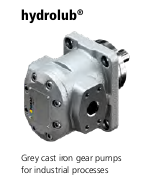 hydrolub®
Grey cast iron gear pumps
for industrial processes